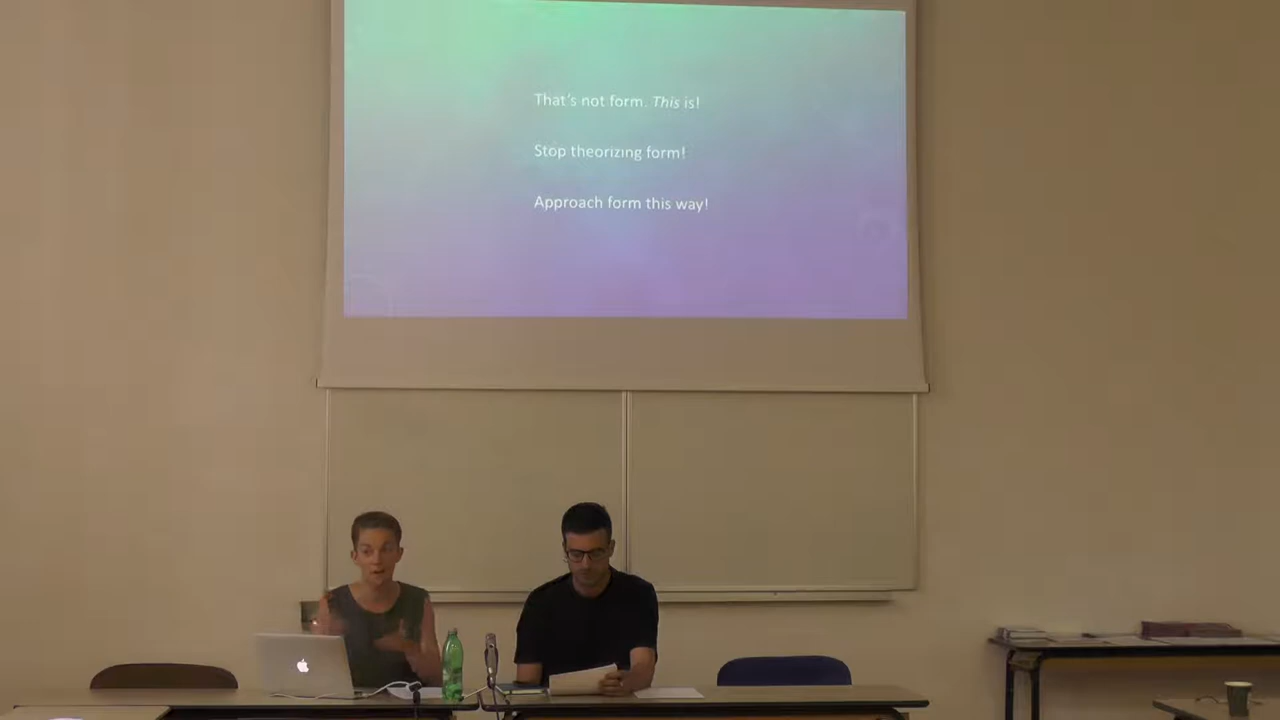 That's not form. This is!
Stop theorizing form!
Approach form this way!